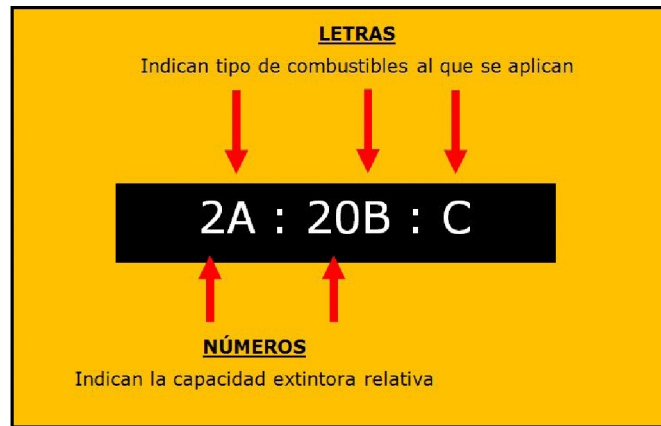 LETRAS
Indican tipo de combustibles al que se aplican
2A : 20B : C
NÚMEROS
Indican la capacidad extintora relativa